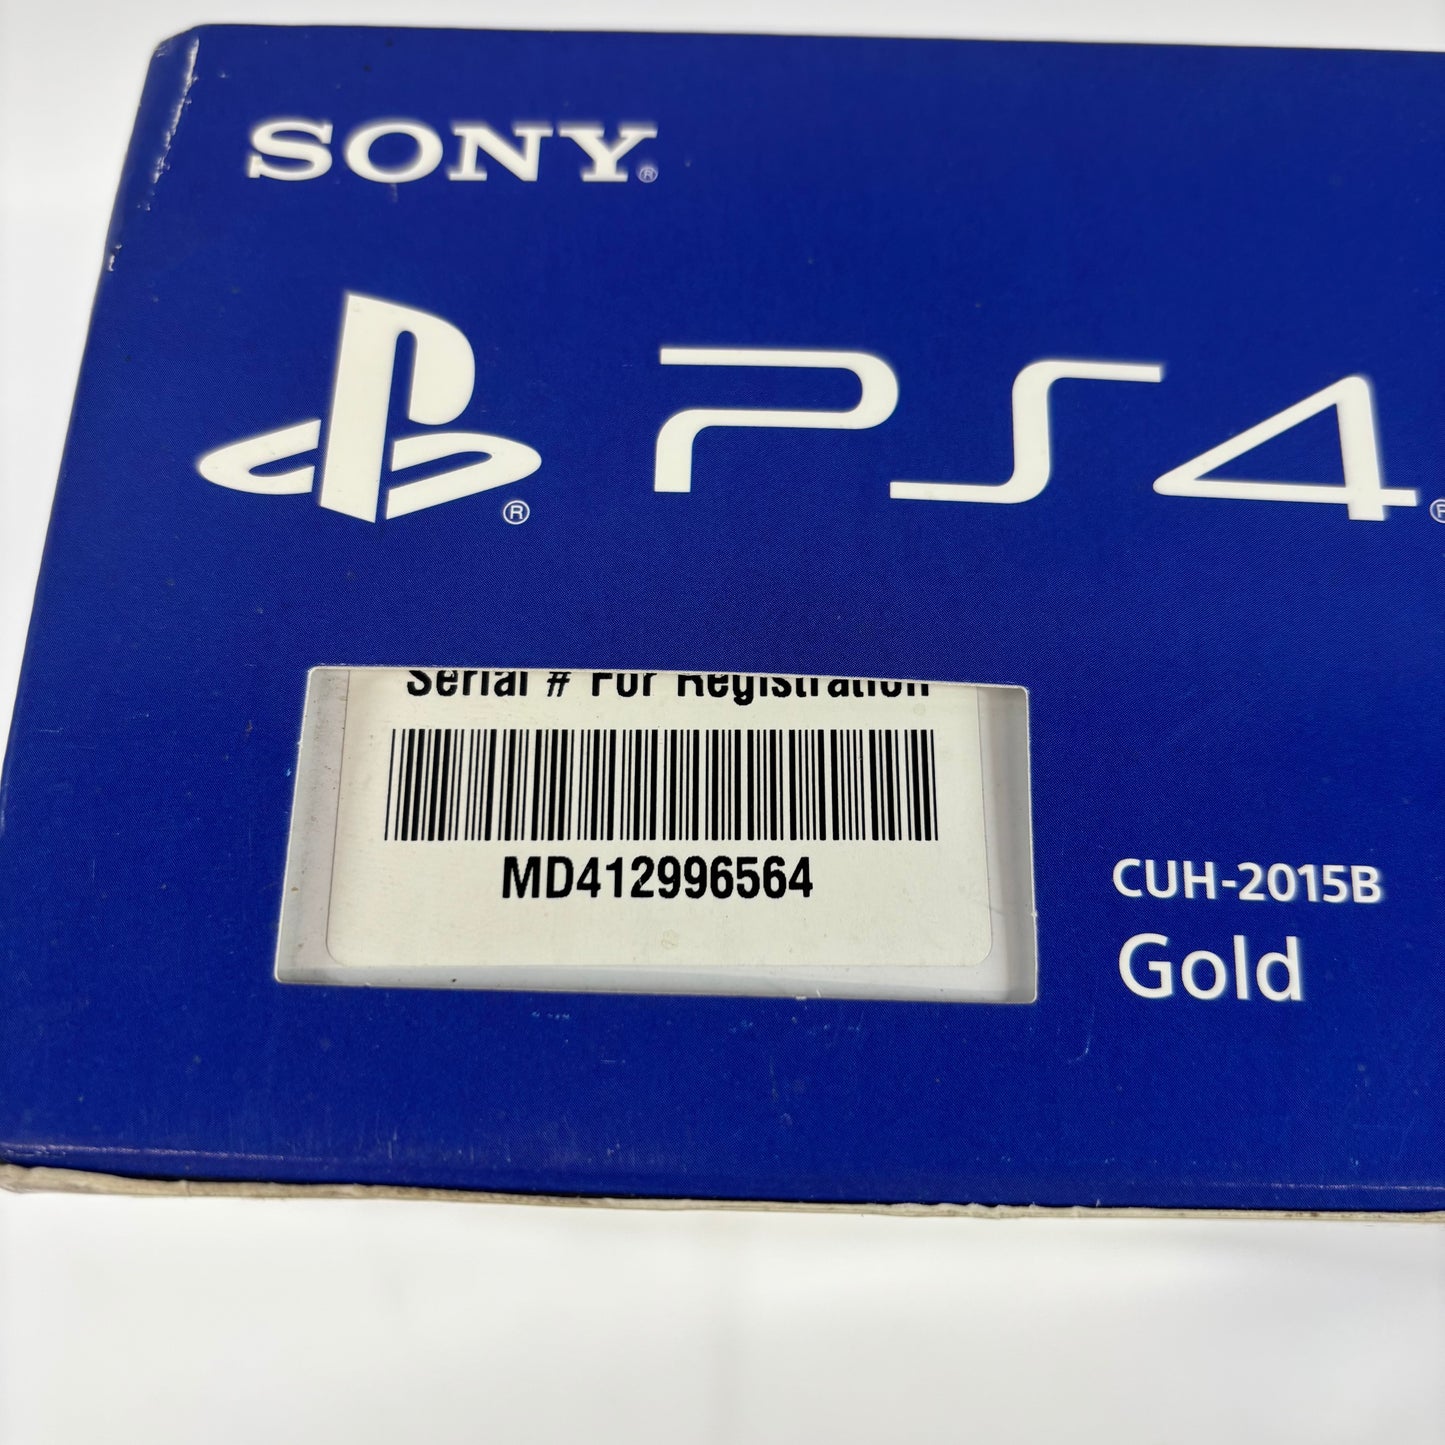 SONY®
PS4®
Serial # For Registration
MD412996564
CUH-2015B
Gold